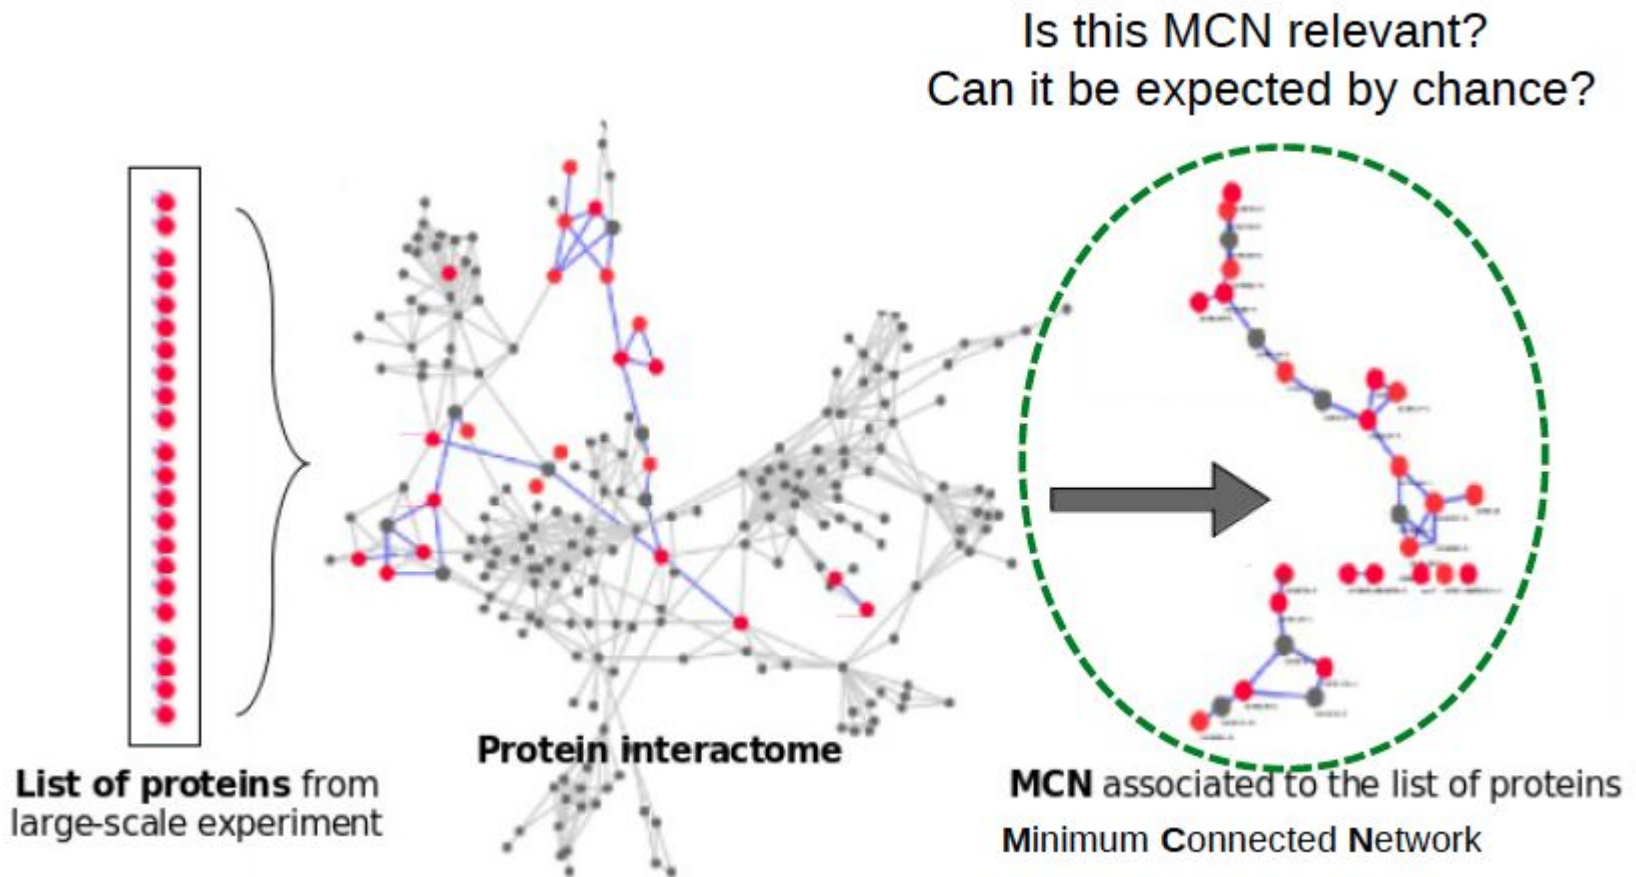 Is this MCN relevant?
Can it be expected by chance?
Protein interactome
List of proteins from
large-scale experiment
MCN associated to the list of proteins
Minimum Connected Network